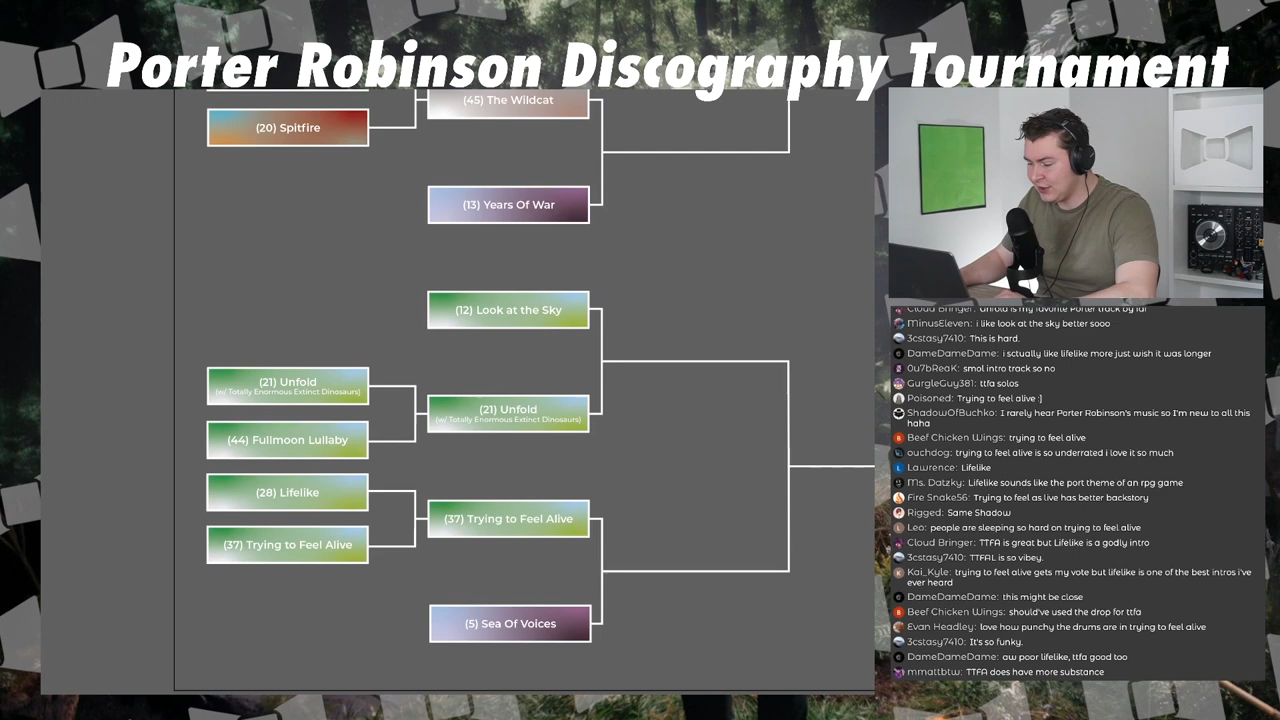 Porter Robinson Discography Tournament
(45) The Wildcat
(20) Spitfire
(13) Years Of War
(12) Look at the Sky
(21) Unfold
(w/ Totally Enormous Extinct Dinosaurs)
(21) Unfold
(w/ Totally Enormous Extinct Dinosaurs)
(44) Fullmoon Lullaby
(28) Lifelike
(37) Trying to Feel Alive
(37) Trying to Feel Alive
(5) Sea Of Voices
Cloud Bringer: Unfold is my favorite Porter track by far
MinusEleven: i like look at the sky better sooo
3cstasy7410: This is hard.
DameDameDame: i sctually like lifelike more just wish it was longer
0u7bReaK: smol intro track so no
GurgleGuy381: ttfa solos
Poisoned: Trying to feel alive :]
ShadowOfBuchko: I rarely hear Porter Robinson's music so I'm new to all this
haha
Beef Chicken Wings: trying to feel alive
ouchdog: trying to feel alive is so underrated i love it so much
Lawrence: Lifelike
Ms. Datzky: Lifelike sounds like the port theme of an rpg game
Fire Snake56: Trying to feel as live has better backstory
Rigged: Same Shadow
Leo: people are sleeping so hard on trying to feel alive
Cloud Bringer: TTFA is great but Lifelike is a godly intro
3cstasy7410: TTFAL is so vibey.
Kai_Kyle: trying to feel alive gets my vote but lifelike is one of the best intros i've
ever heard
DameDameDame: this might be close
Beef Chicken Wings: should've used the drop for ttfa
Evan Headley: love how punchy the drums are in trying to feel alive
3cstasy7410: It's so funky.
DameDameDame: aw poor lifelike, ttfa good too
mmattbtw: TTFA does have more substance